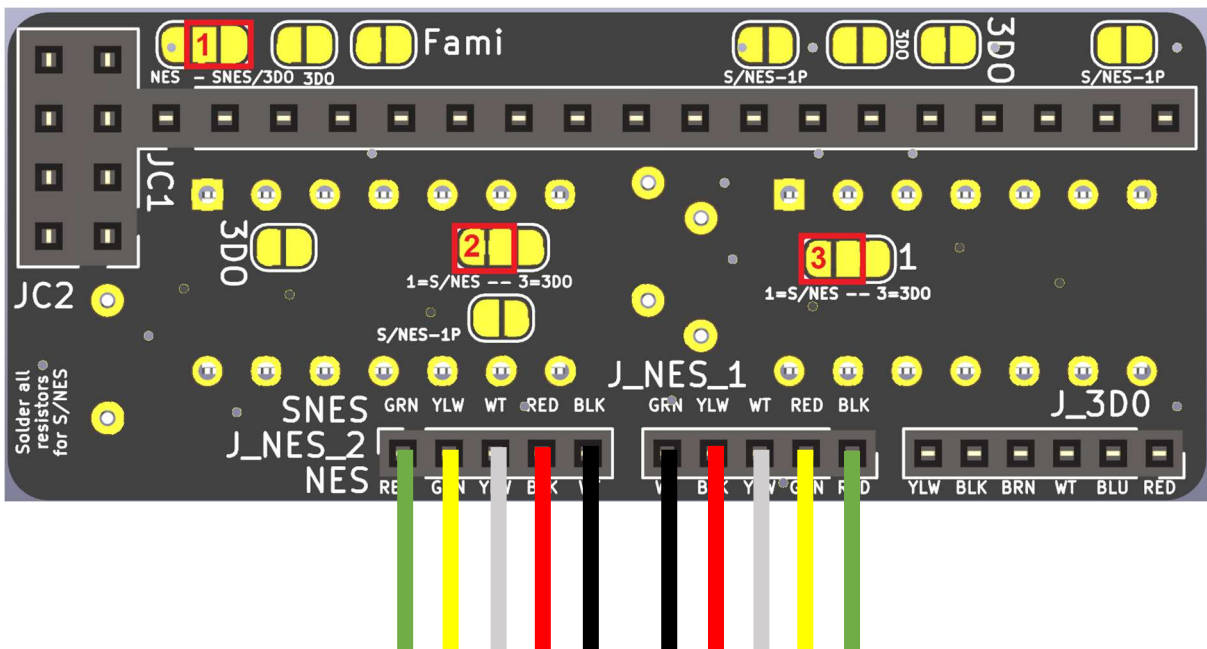 1
Fami
3DO
NES - SNES/3DO 3DO
S/NES-1P
3DO
S/NES-1P
JC1
3DO
2
3
1
1=S/NES -- 3=3DO
1=S/NES -- 3=3DO
JC2
S/NES-1P
Solder all
resistors
for S/NES
J_NES_1
J_3DO
SNES GRN YLW WT RED BLK
GRN YLW WT RED BLK
J_NES_2
NES
YLW BLK BRN WT BLU RED